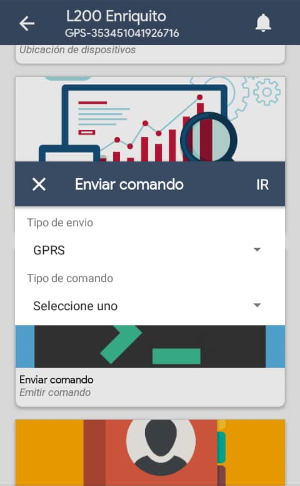 L200 Enriquito
GPS-353451041926716
Ubicación de dispositivos
Enviar comando
IR
Tipo de envio
GPRS
Tipo de comando
Seleccione uno
Enviar comando
Emitir comando